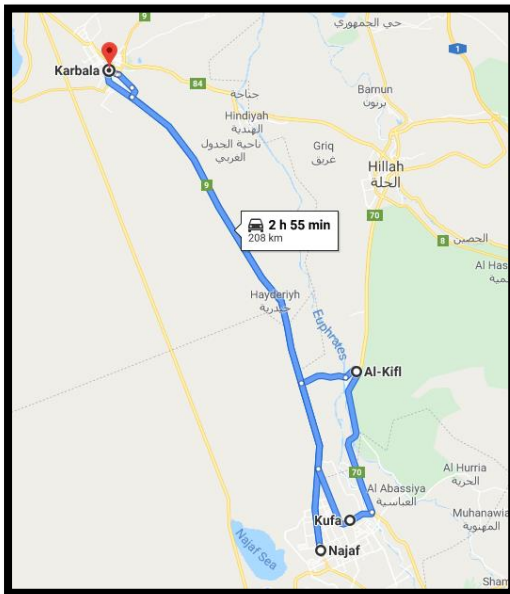 حي الجمهوري
9
1
Karbala
84
جناجة
Barnun
برنون
Hindiyah
الهندية
ناحية الجدول
الغربي
Griq
غريق
Hillah
الحلة
9
70
8
الحصين
2 h 55 min
208 km
Al Has
Hayderiyh
حيدرية
Euphrates
Al-Kifl
70
Al Hurria
الحرية
Al Abassiya
العباسية
Kufa
Muhanawia
المهنوية
Najaf
Najaf Sea
Sham